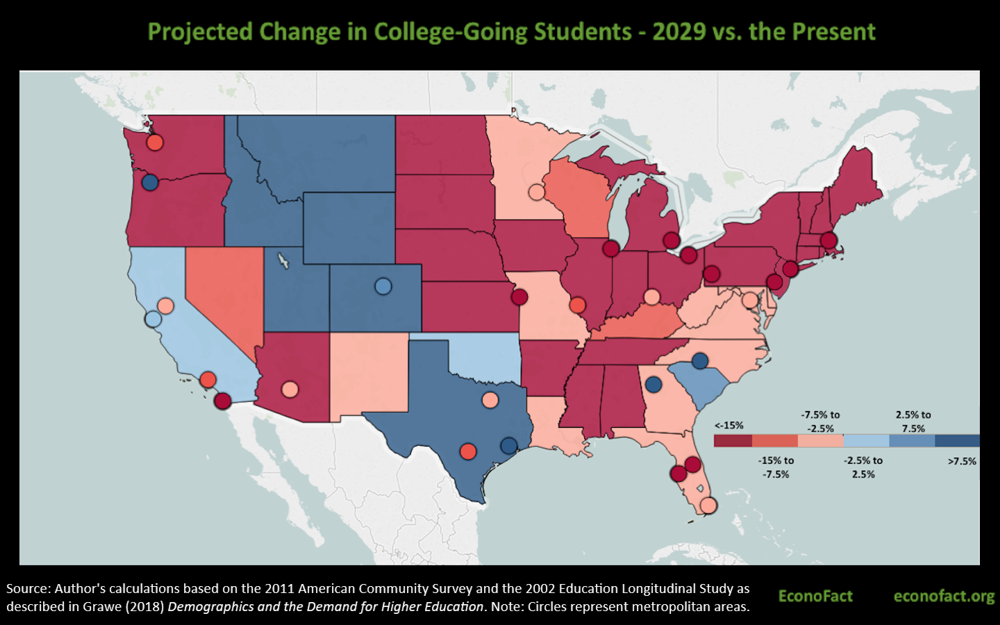 Projected Change in College-Going Students - 2029 vs. the Present
<-15%
-7.5% to
-2.5%
2.5% to
7.5%
-15% to
-7.5%
-2.5% to
2.5%
>7.5%
Source: Author's calculations based on the 2011 American Community Survey and the 2002 Education Longitudinal Study as
described in Grawe (2018) Demographics and the Demand for Higher Education. Note: Circles represent metropolitan areas.
EconoFact
econofact.org